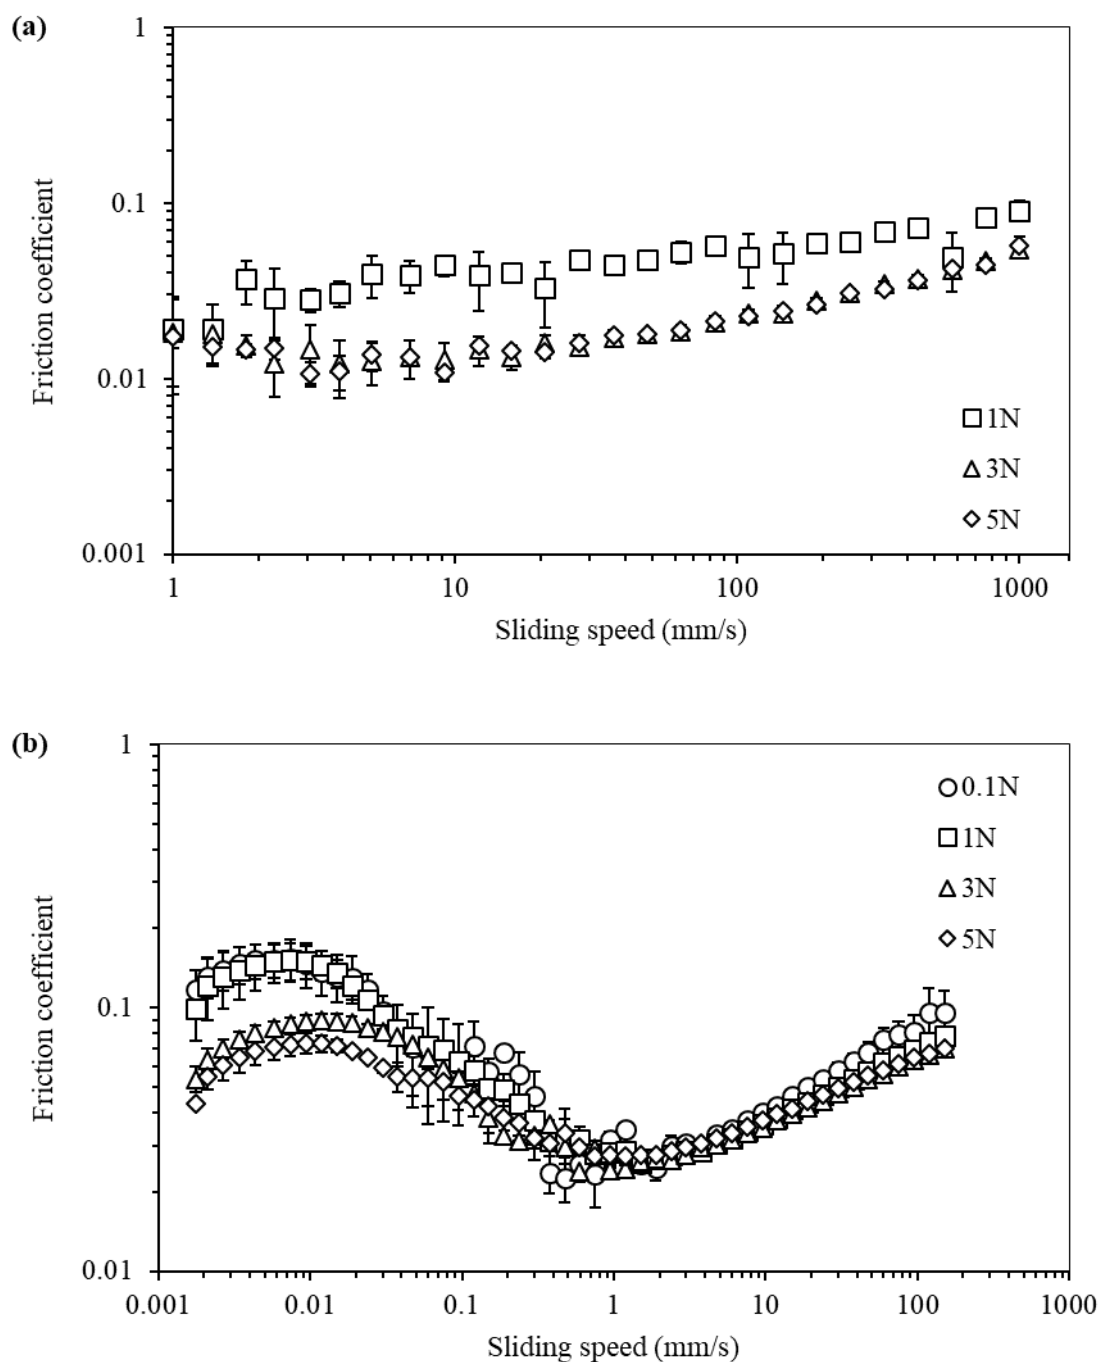 (a)
1
0.1
0.01
0.001
Friction coefficient
1N
3N
5N
1 10 100 1000
Sliding speed (mm/s)
(b)
1
0.1
0.01
Friction coefficient
0.1N
1N
3N
5N
0.001 0.01 0.1 1 10 100 1000
Sliding speed (mm/s)